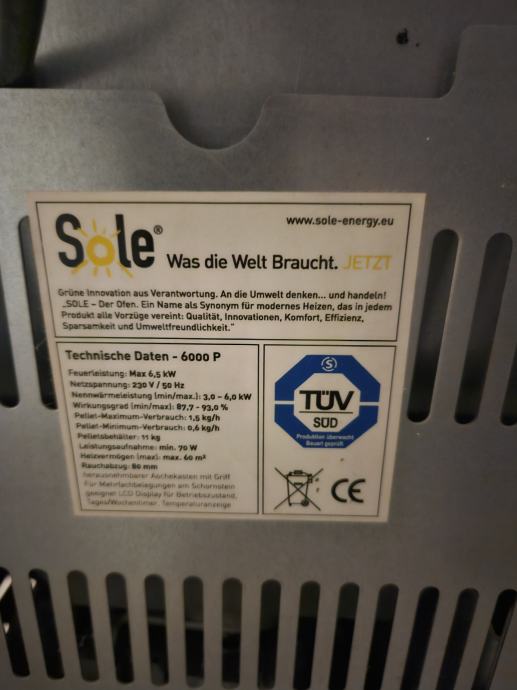 www.sole-energy.eu
Sole®
Was die Welt Braucht. JETZT
Grüne Innovation aus Verantwortung. An die Umwelt denken... und handeln!
„SOLE – Der Ofen. Ein Name als Synonym für modernes Heizen, das in jedem
Produkt alle Vorzüge vereint: Qualität, Innovationen, Komfort, Effizienz,
Sparsamkeit und Umweltfreundlichkeit.“
Technische Daten - 6000 P
Feuerleistung: Max 6,5 kW
Netzspannung: 230 V / 50 Hz
Nennwärmeleistung (min/max.): 3,0 - 6,0 kW
Wirkungsgrad (min/max): 87,7 - 93,0 %
Pellet-Maximum-Verbrauch: 1,5 kg/h
Pellet-Minimum-Verbrauch: 0,6 kg/h
Pelletsbehälter: 11 kg
Leistungsaufnahme: min. 70 W
Heizvermögen (max): max. 60 m²
Rauchabzug: 80 mm
herausnehmbarer Aschekasten mit Griff
Für Mehrfachbelegungen am Schornstein
geeignet LCD Display für Betriebszustand,
Tages/Wochentimer, Temperaturanzeige
S
TÜV
SÜD
Produktion überwacht
Bauart geprüft
CE